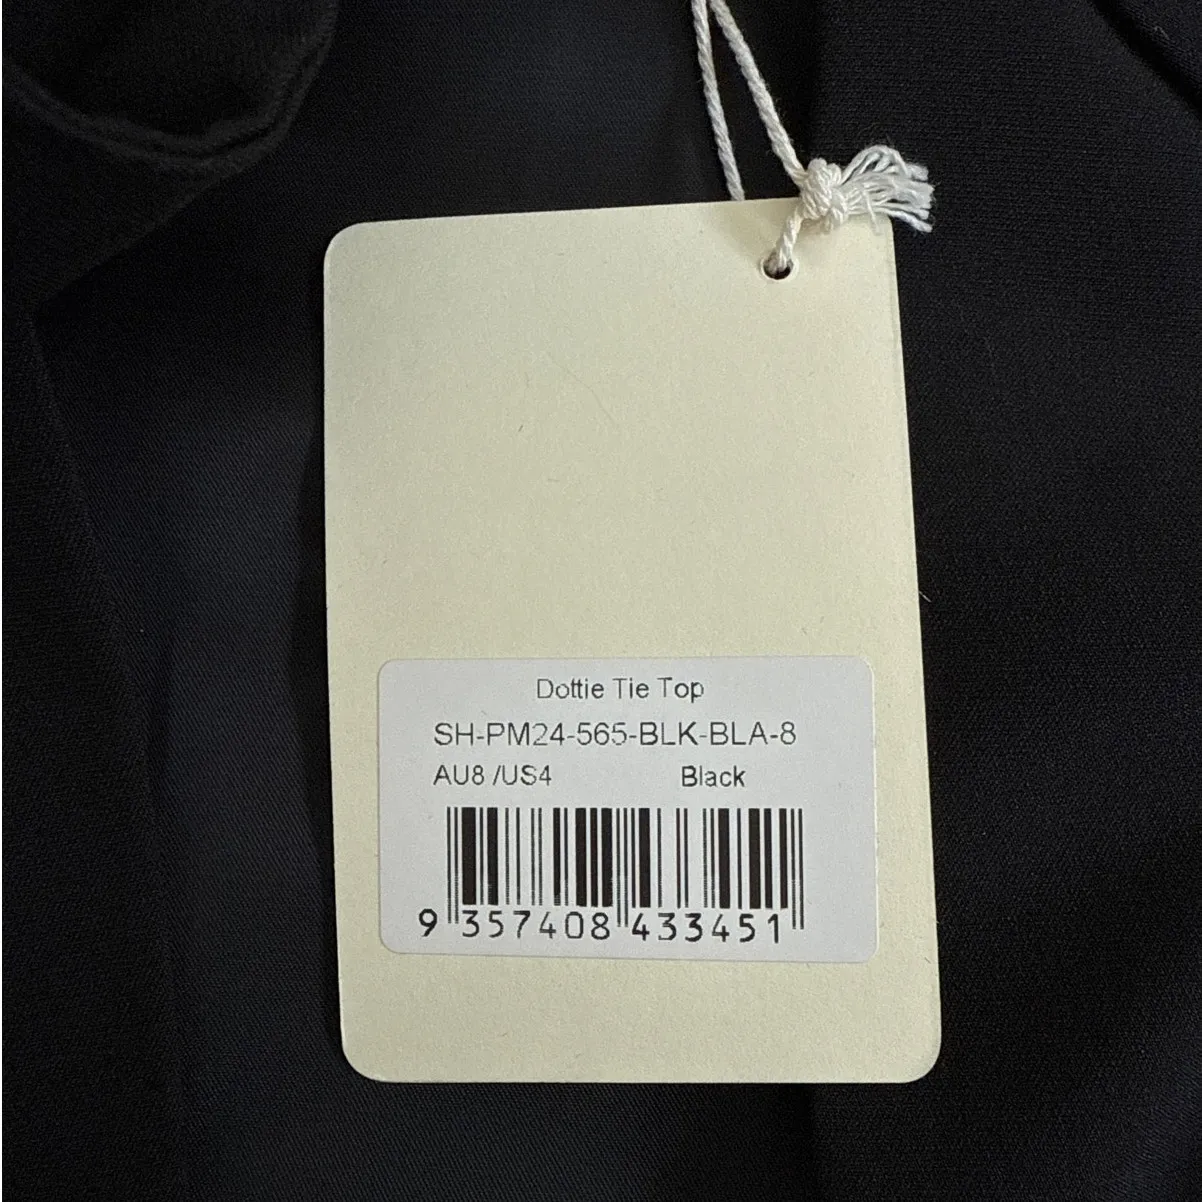 Dottie Tie Top
SH-PM24-565-BLK-BLA-8
AU8 /US4 Black
9 357408 433451